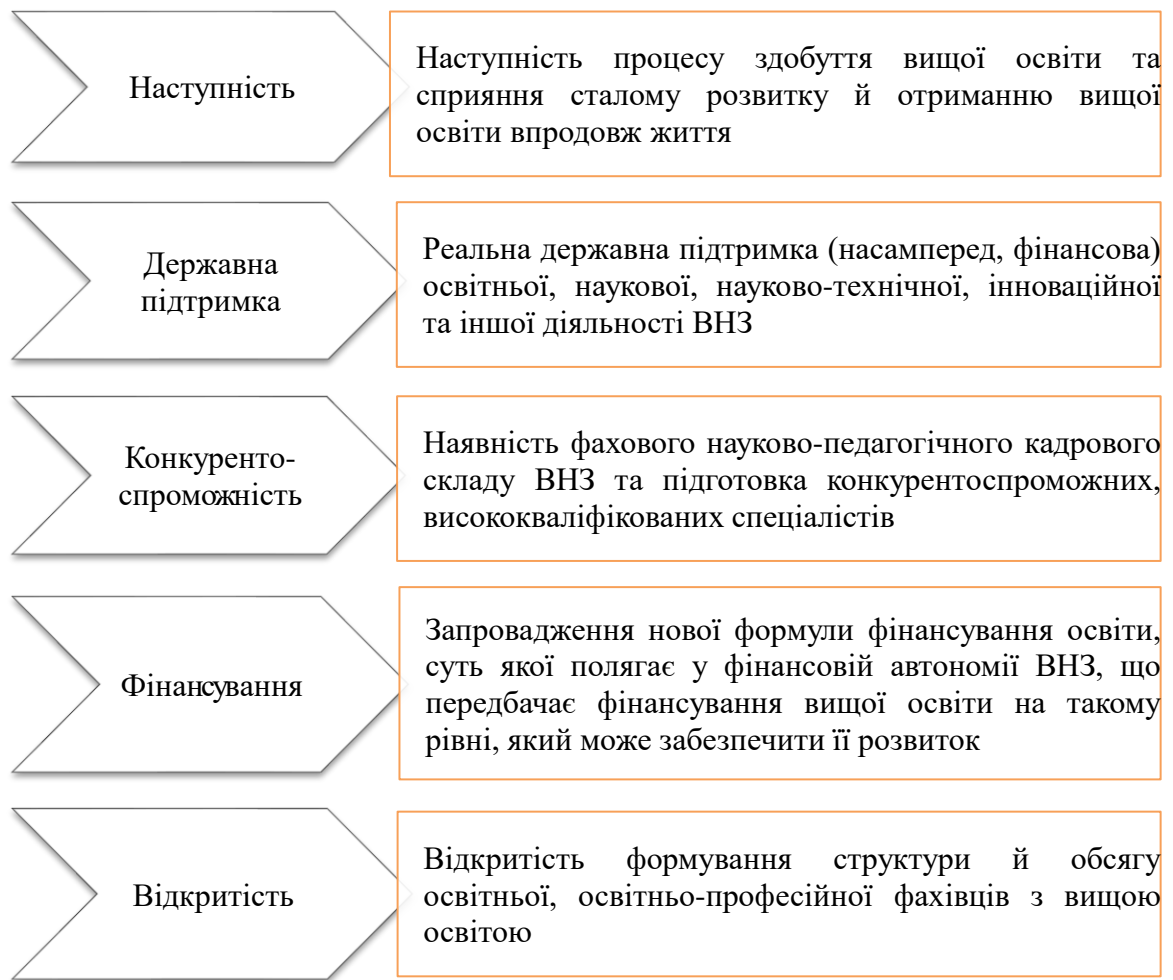 Наступність
Наступність процесу здобуття вищої освіти та
сприяння сталому розвитку й отриманню вищої
освіти впродовж життя
Державна
підтримка
Реальна державна підтримка (насамперед, фінансова)
освітньої, наукової, науково-технічної, інноваційної
та іншої діяльності ВНЗ
Конкуренто-
спроможність
Наявність фахового науково-педагогічного кадрового
складу ВНЗ та підготовка конкурентоспроможних,
висококваліфікованих спеціалістів
Фінансування
Запровадження нової формули фінансування освіти,
суть якої полягає у фінансовій автономії ВНЗ, що
передбачає фінансування вищої освіти на такому
рівні, який може забезпечити її розвиток
Відкритість
Відкритість формування структури й обсягу
освітньої, освітньо-професійної фахівців з вищою
освітою